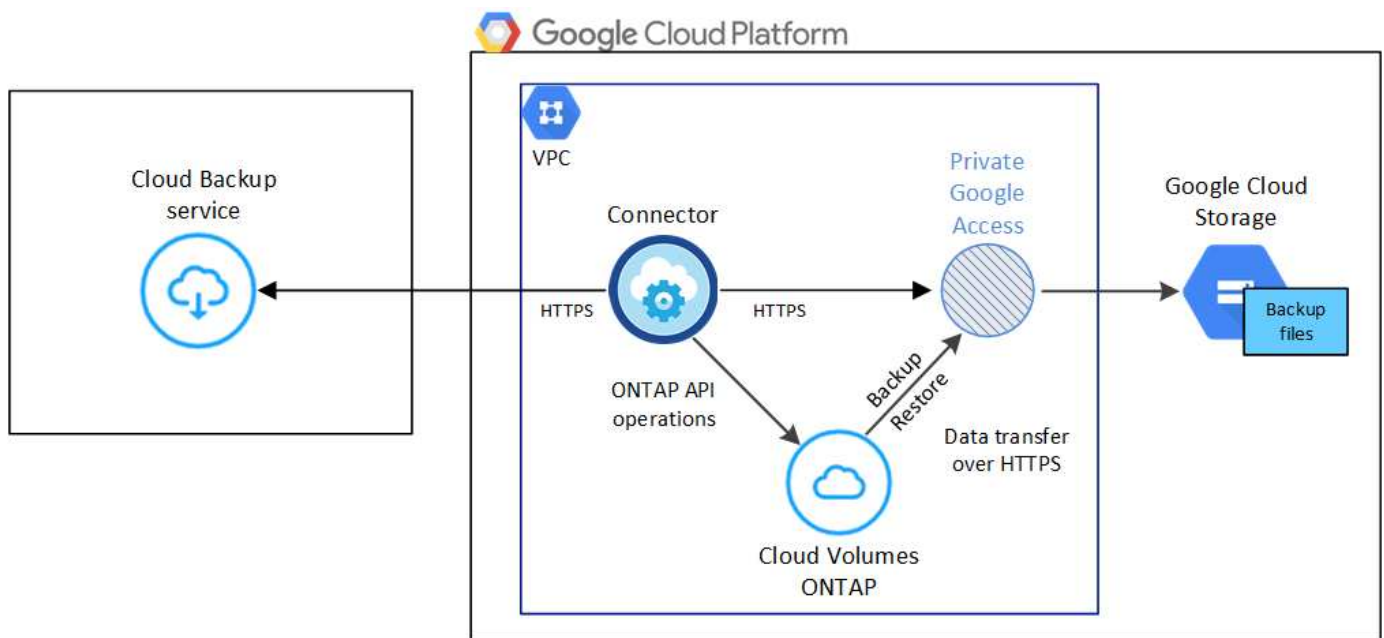 Google Cloud Platform
Cloud Backup
service
VPC
Connector
HTTPS
HTTPS
ONTAP API
operations
Private
Google
Access
Backup
Restore
Data transfer
over HTTPS
Cloud Volumes
ONTAP
Google Cloud
Storage
Backup
files